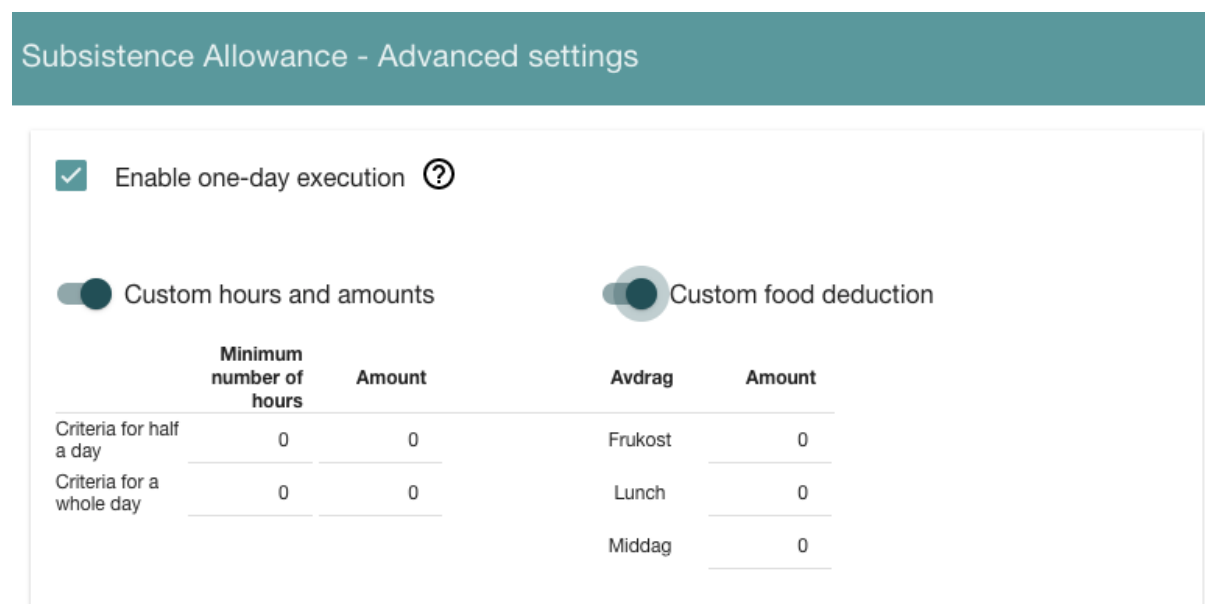 Subsistence Allowance - Advanced settings
Enable one-day execution ?
Custom hours and amounts
Custom food deduction
Minimum
number of
hours
Amount
Avdrag
Amount
Criteria for half
a day
0
0
Frukost
0
Criteria for a
whole day
0
0
Lunch
0
Middag
0